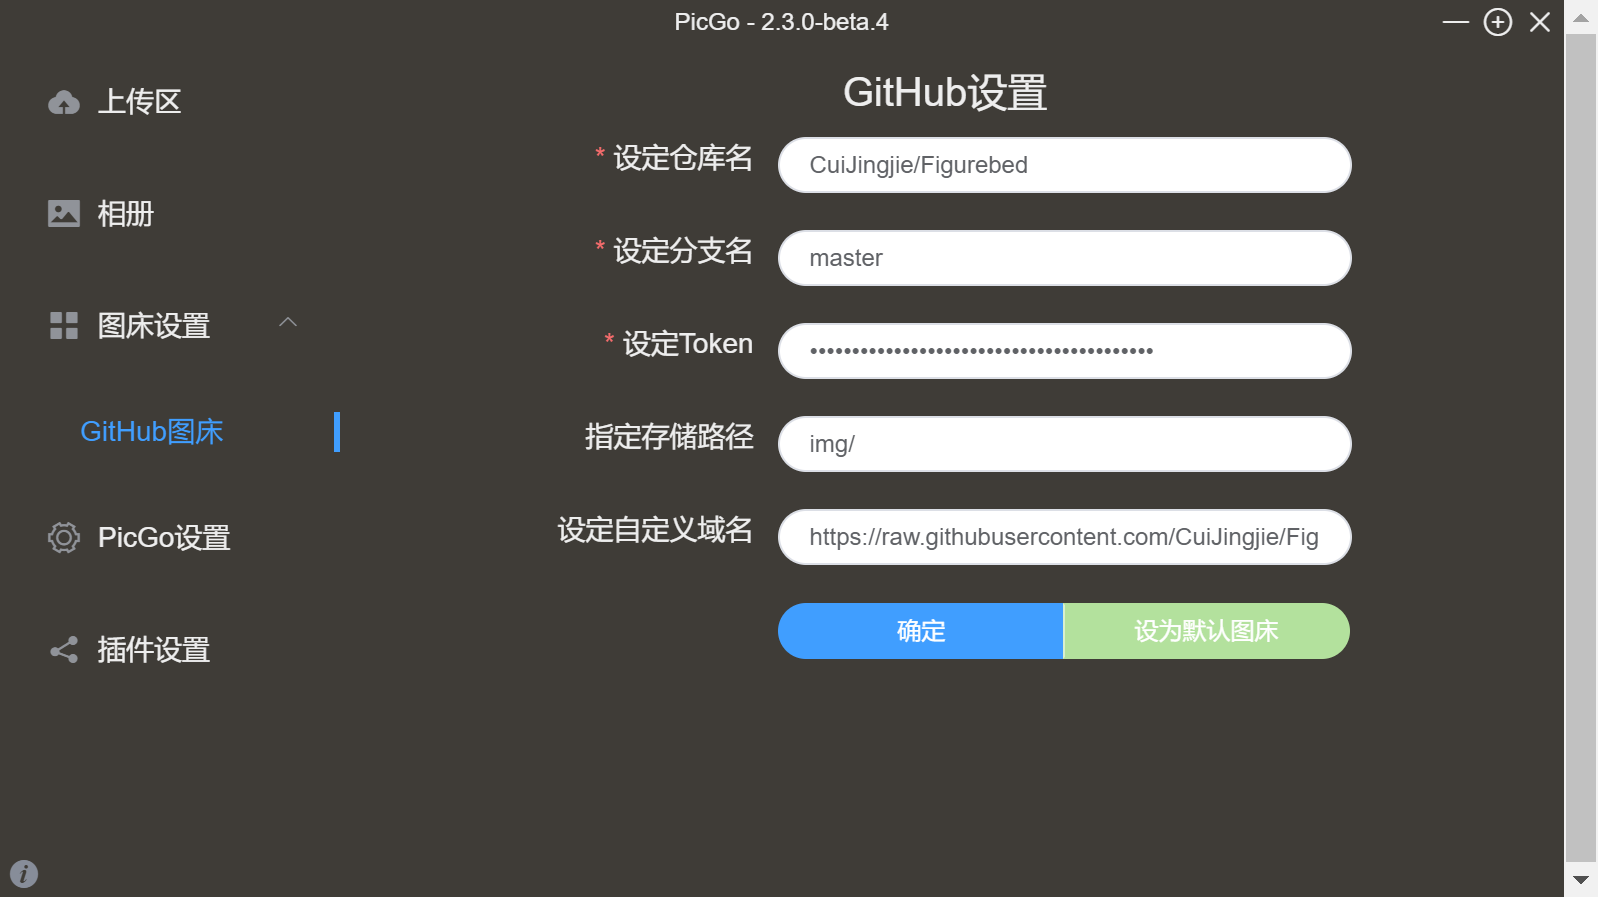 PicGo - 2.3.0-beta.4
上传区
相册
图床设置
GitHub图床
PicGo设置
插件设置
GitHub设置
* 设定仓库名
CuiJingjie/Figurebed
* 设定分支名
master
* 设定Token
••••••••••••••••••••••••••••••••••••••••
指定存储路径
img/
设定自定义域名
https://raw.githubusercontent.com/CuiJingjie/Fig
确定
设为默认图床